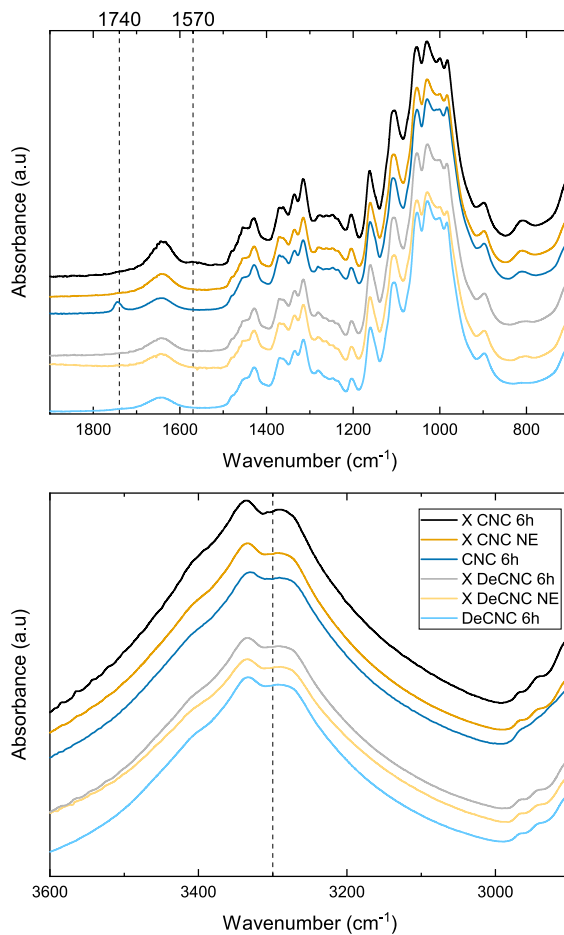 1740 1570
Absorbance (a.u)
1800 1600 1400 1200 1000 800
Wavenumber (cm⁻¹)
X CNC 6h
X CNC NE
CNC 6h
X DeCNC 6h
X DeCNC NE
DeCNC 6h
Absorbance (a.u)
3600 3400 3200 3000
Wavenumber (cm⁻¹)